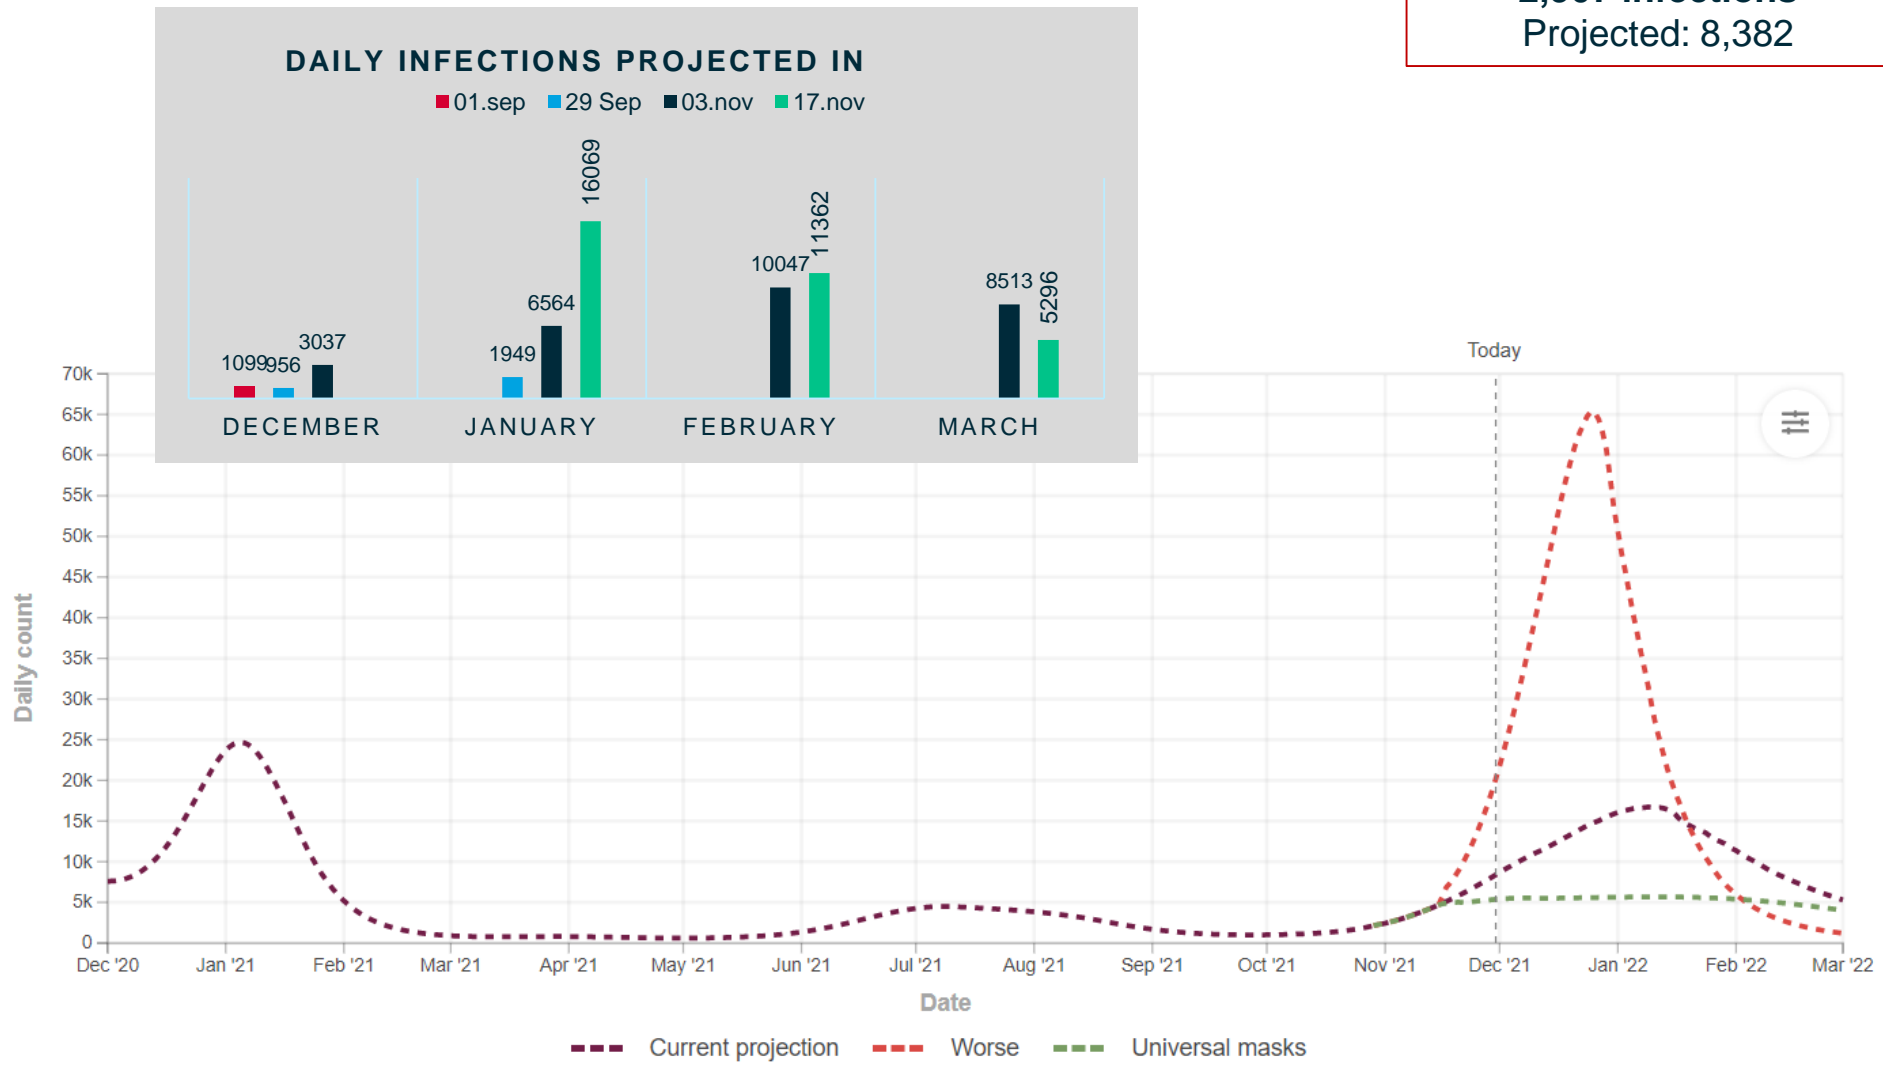 Projected: 8,382
DAILY INFECTIONS PROJECTED IN
01.sep 29 Sep 03.nov 17.nov
1099 956 3037
1949 6564 16069
10047 11362
8513 5296
DECEMBER JANUARY FEBRUARY MARCH
Today
70k
65k
60k
55k
50k
45k
40k
35k
30k
25k
20k
15k
10k
5k
0
Daily count
Dec '20 Jan '21 Feb '21 Mar '21 Apr '21 May '21 Jun '21 Jul '21 Aug '21 Sep '21 Oct '21 Nov '21 Dec '21 Jan '22 Feb '22 Mar '22
Date
Current projection Worse Universal masks